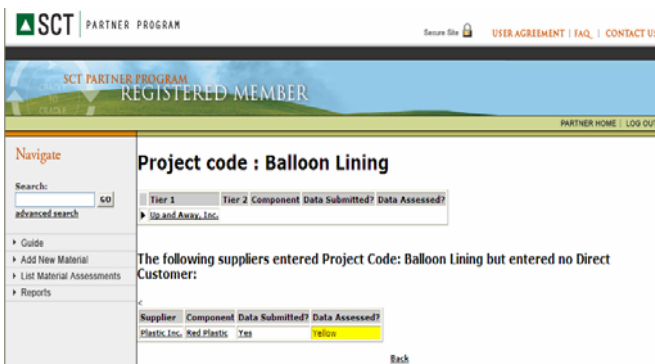 SCT PARTNER PROGRAM
Secure Site USER AGREEMENT | FAQ | CONTACT US
SCT PARTNER PROGRAM
REGISTERED MEMBER
CRADLE
TO
CRADLE
PARTNER HOME | LOG OUT
Navigate
Search:
GO
advanced search
Guide
Add New Material
List Material Assessments
Reports
Project code : Balloon Lining
Tier 1 Tier 2 Component Data Submitted? Data Assessed?
Up and Away, Inc.
The following suppliers entered Project Code: Balloon Lining but entered no Direct
Customer:
<
Supplier Component Data Submitted? Data Assessed?
Plastic Inc. Red Plastic Yes Yellow
Back